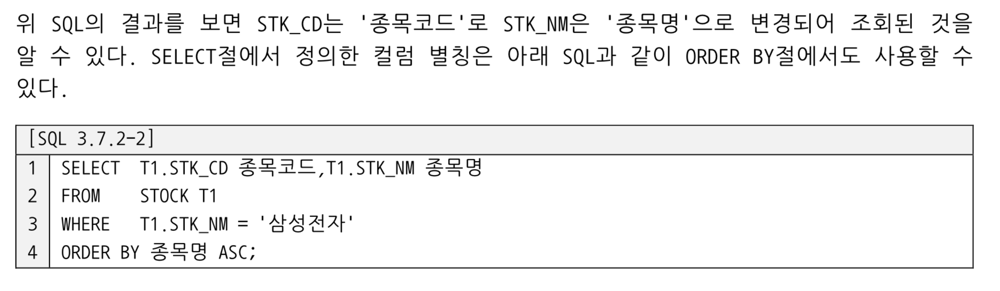 위 SQL의 결과를 보면 STK_CD는 '종목코드'로 STK_NM은 '종목명'으로 변경되어 조회된 것을
알 수 있다. SELECT절에서 정의한 컬럼 별칭은 아래 SQL과 같이 ORDER BY절에서도 사용할 수
있다.
[SQL 3.7.2-2]
1 SELECT  T1.STK_CD 종목코드,T1.STK_NM 종목명
2 FROM    STOCK T1
3 WHERE   T1.STK_NM = '삼성전자'
4 ORDER BY 종목명 ASC;